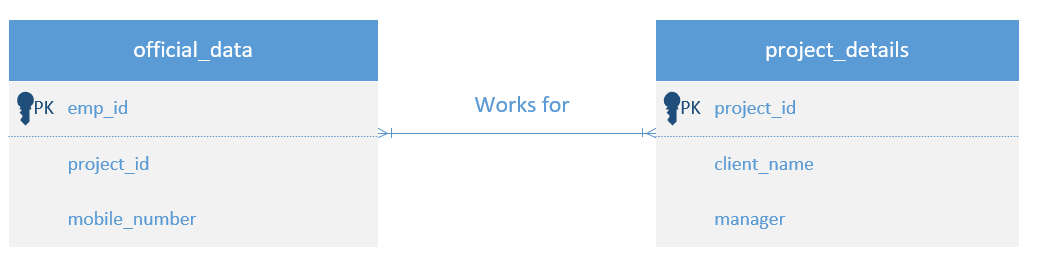 official_data
PK emp_id
project_id
mobile_number
Works for
project_details
PK project_id
client_name
manager